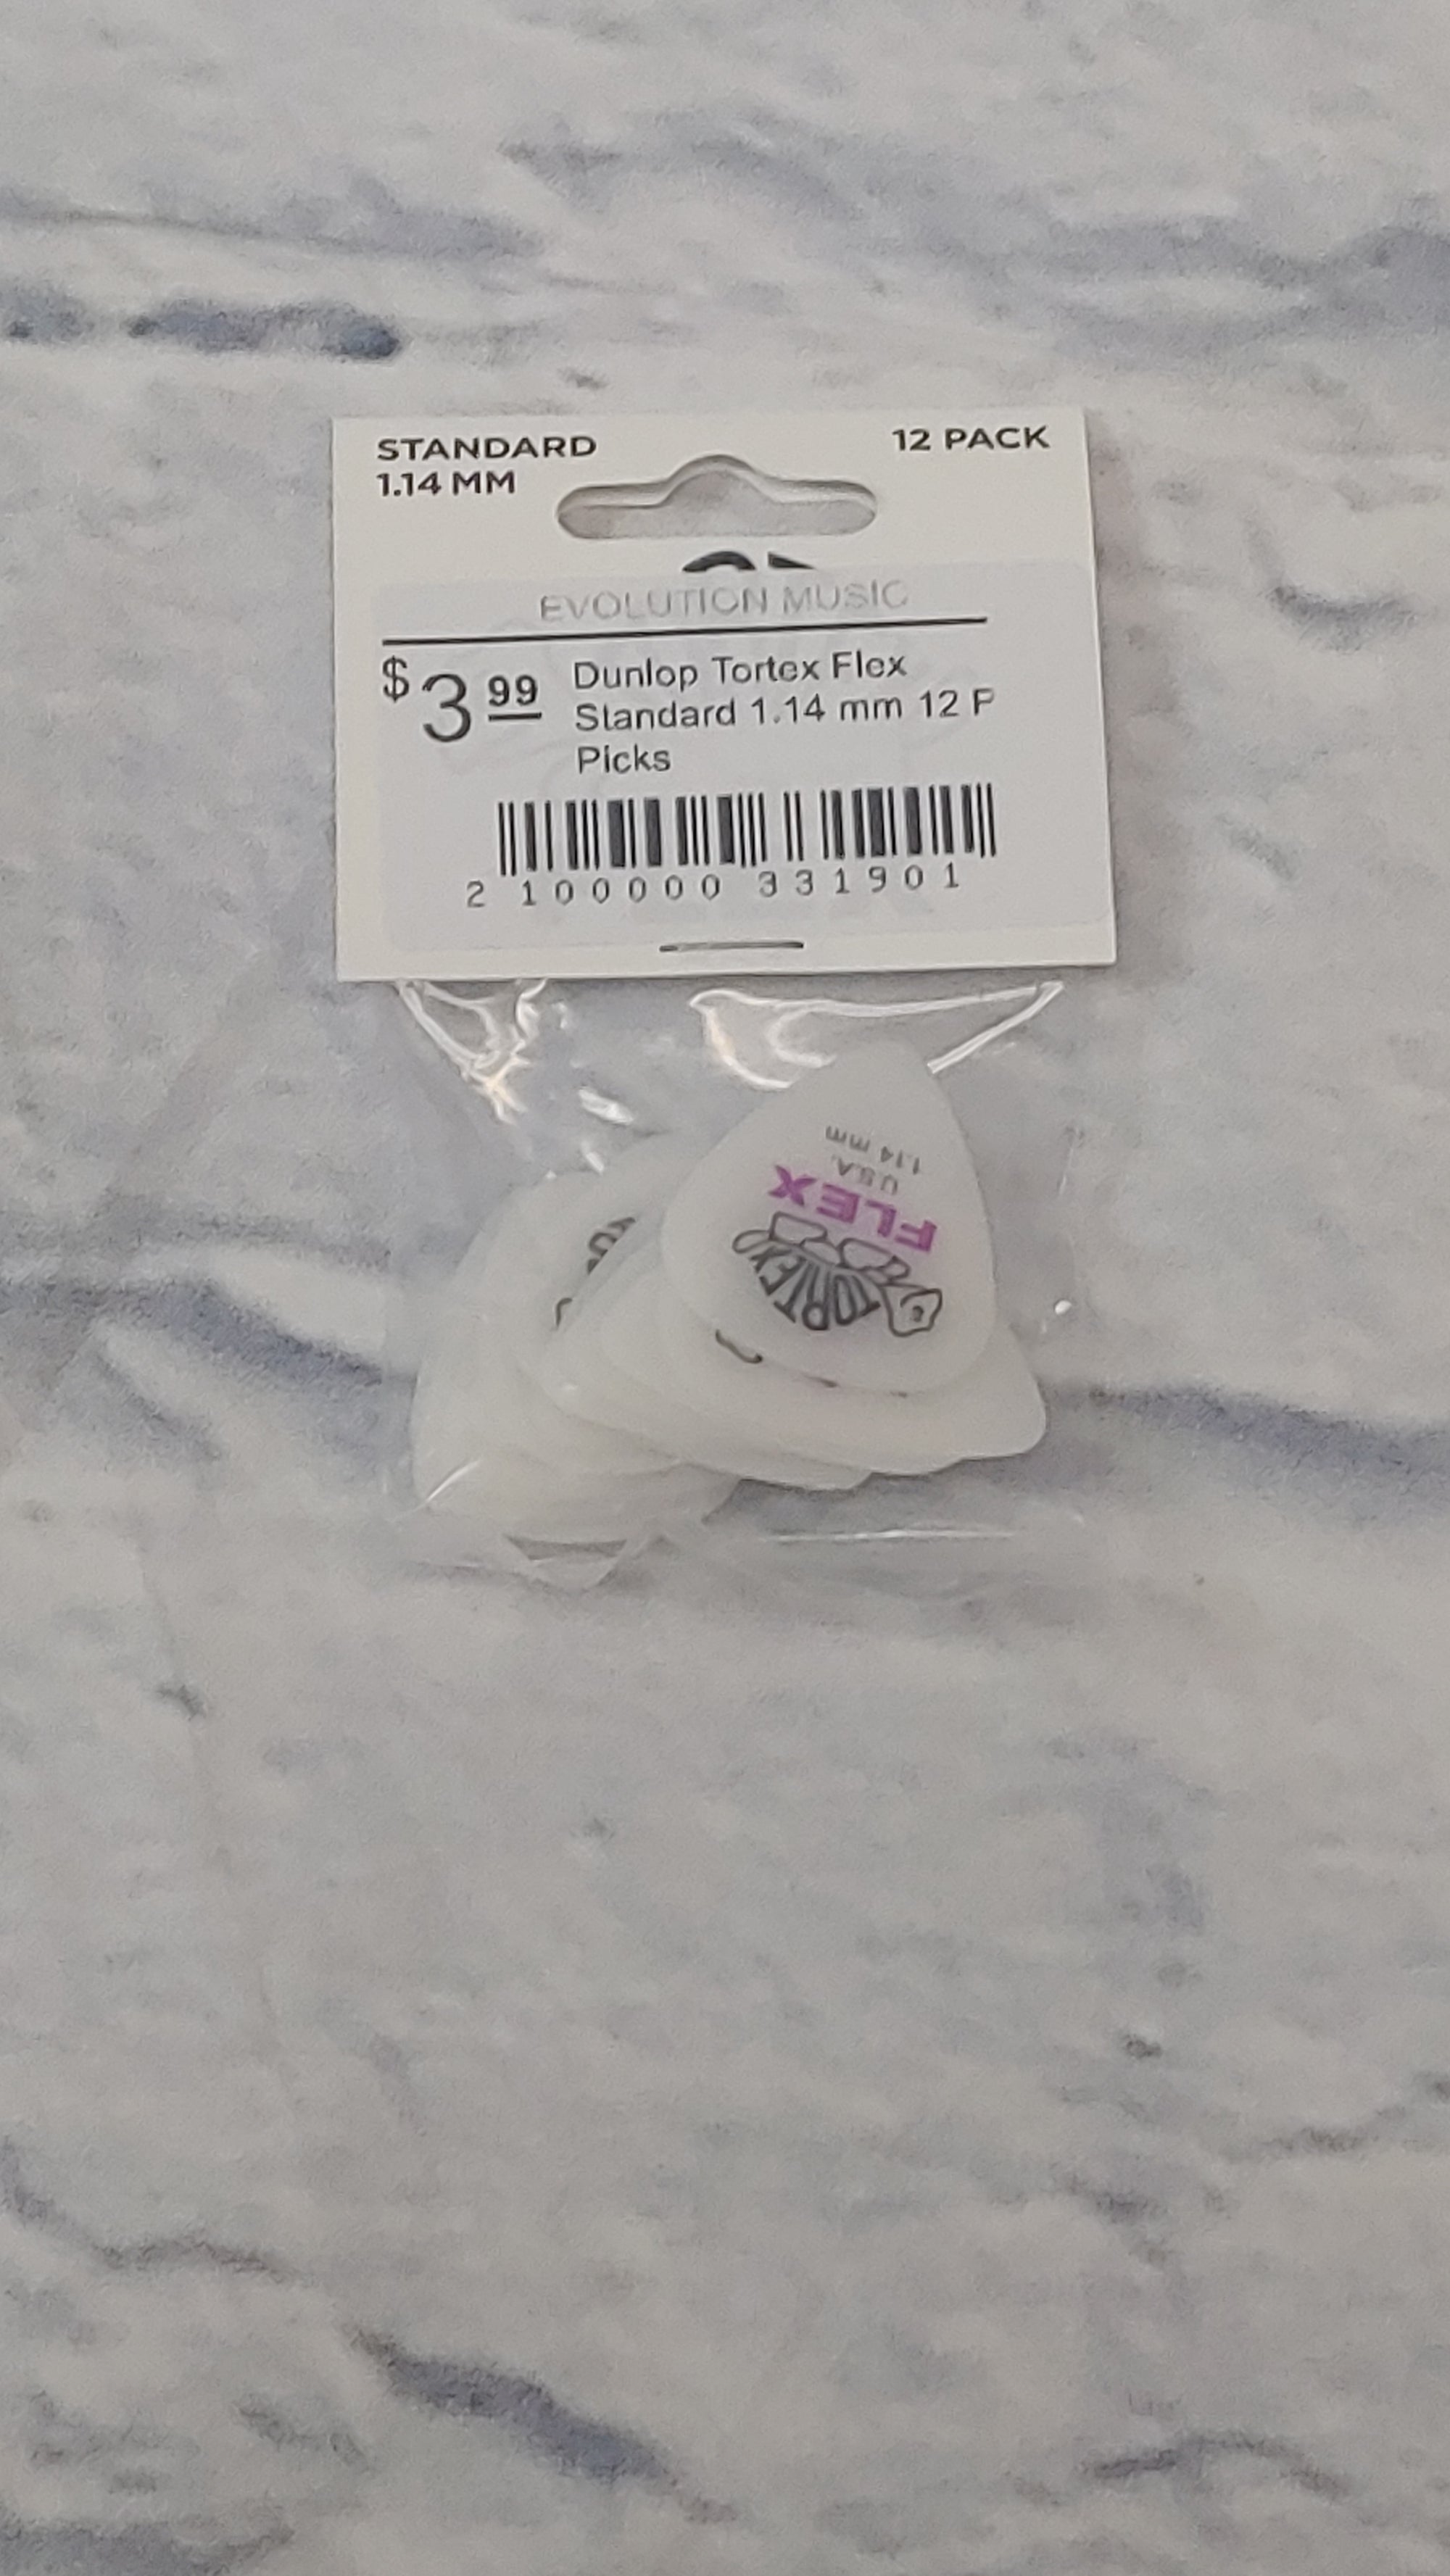 STANDARD
1.14 MM
12 PACK
EVOLUTION MUSIC
$3 99
Dunlop Tortex Flex
Standard 1.14 mm 12 P
Picks
2 100000 331901
TORTEX
FLEX
U.S.A.
1.14 mm